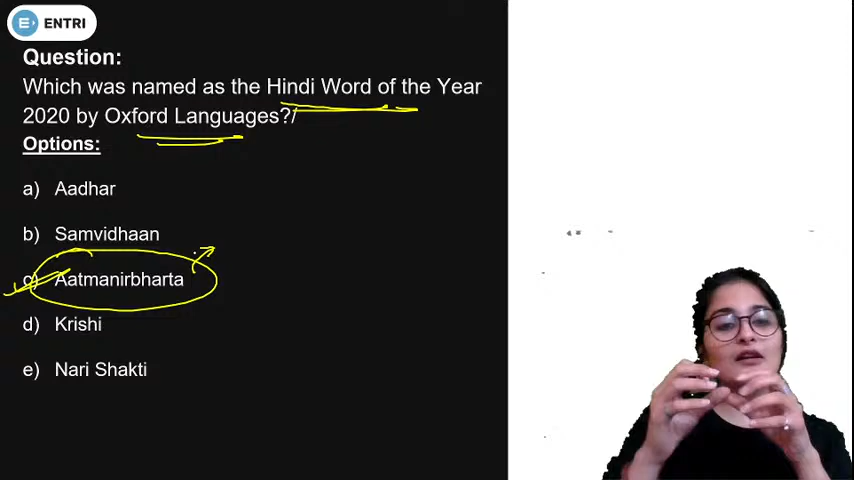 ENTRI
Question:
Which was named as the Hindi Word of the Year
2020 by Oxford Languages?/
Options:
a) Aadhar
b) Samvidhaan
c) Aatmanirbharta
d) Krishi
e) Nari Shakti